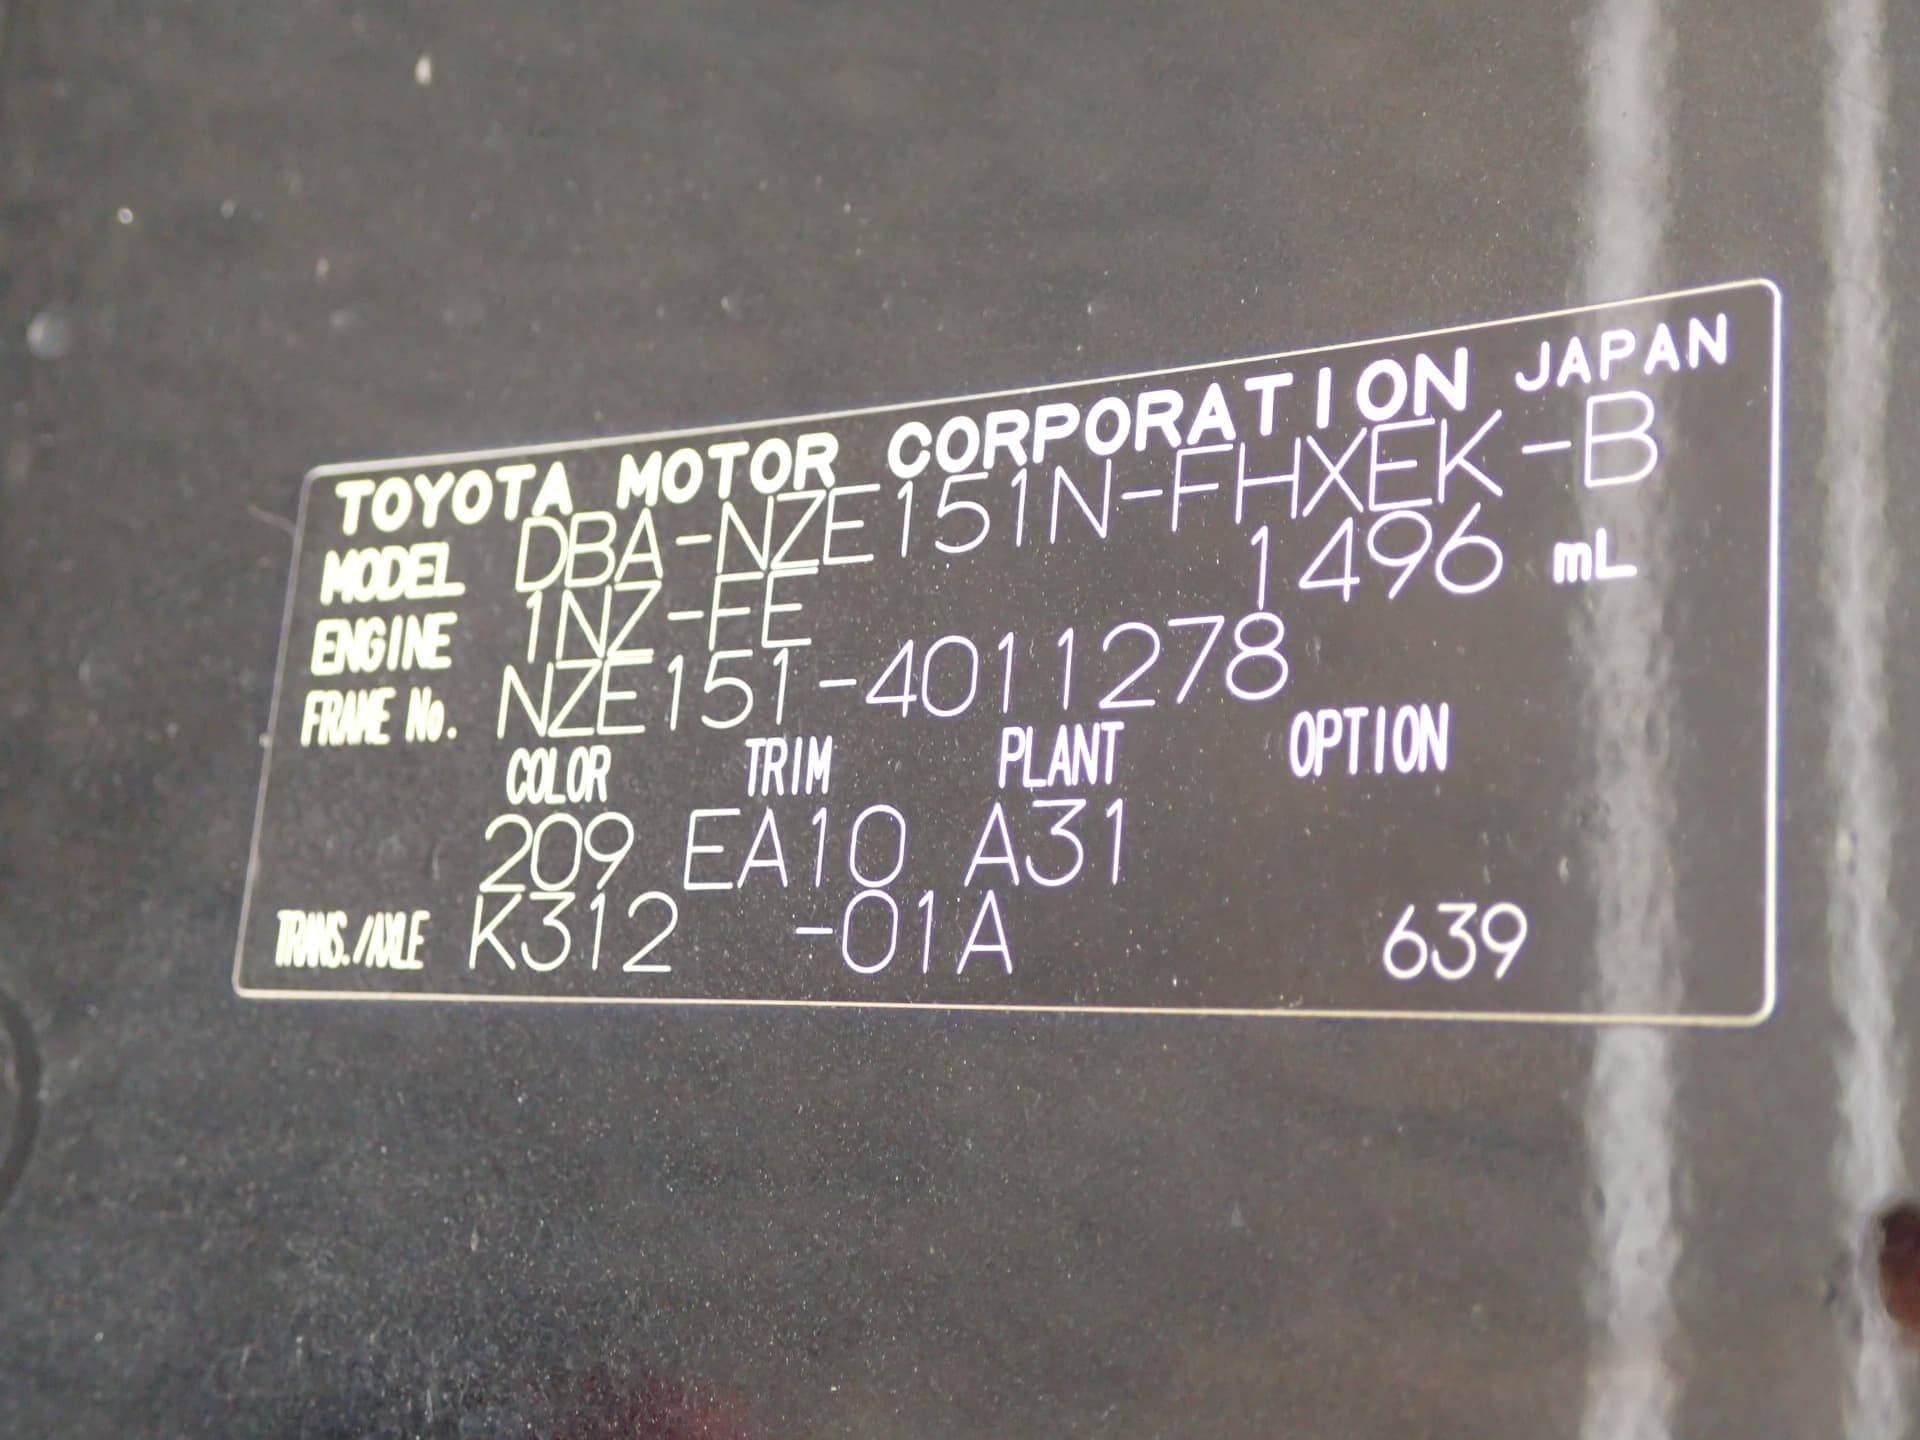 TOYOTA MOTOR CORPORATION JAPAN
MODEL DBA-NZE151N-FHXEK-B
ENGINE 1NZ-FE 1496 mL
FRAME No. NZE151-4011278
COLOR TRIM PLANT OPTION
209 EA10 A31
TRANS./AXLE K312 -01A 639